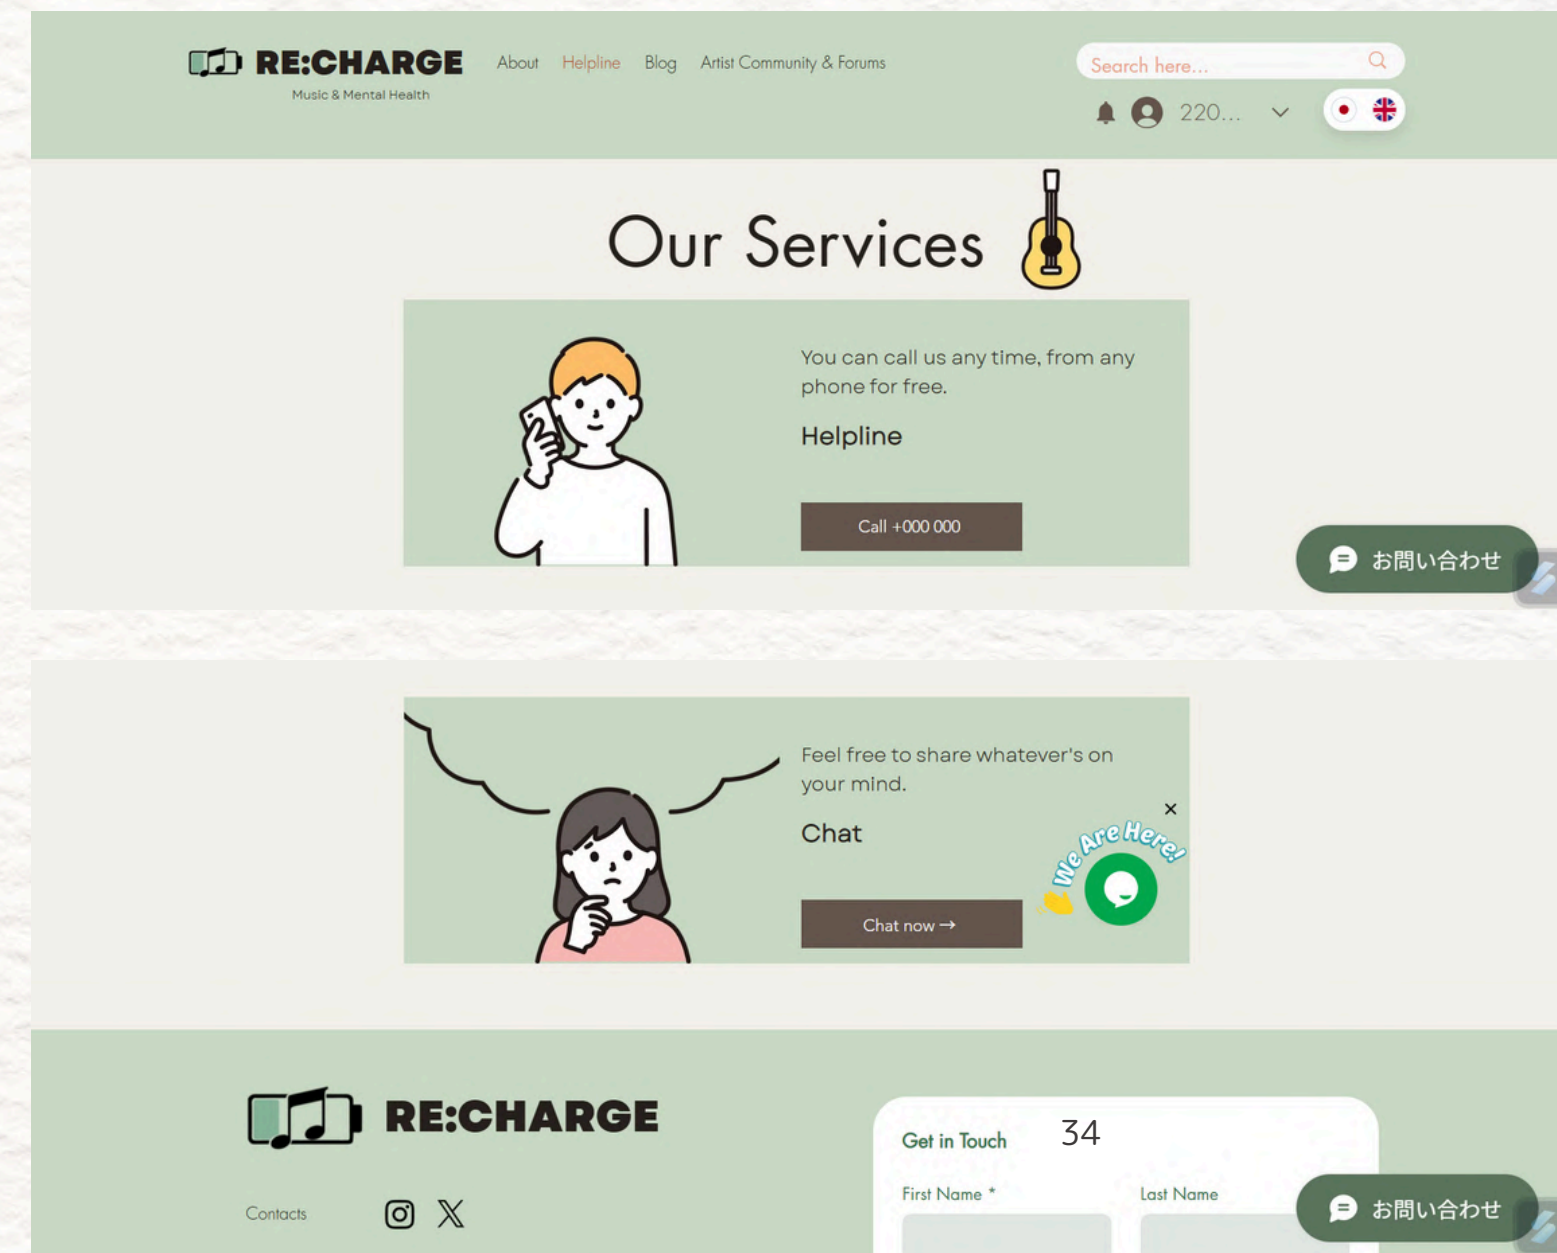 RE:CHARGE
Music & Mental Health
About Helpline Blog Artist Community & Forums
Search here...
220...
Our Services
You can call us any time, from any
phone for free.
Helpline
Call +000 000
お問い合わせ
Feel free to share whatever's on
your mind.
Chat
We Are Here!
Chat now →
RE:CHARGE
Contacts
Get in Touch
34
First Name *
Last Name
お問い合わせ